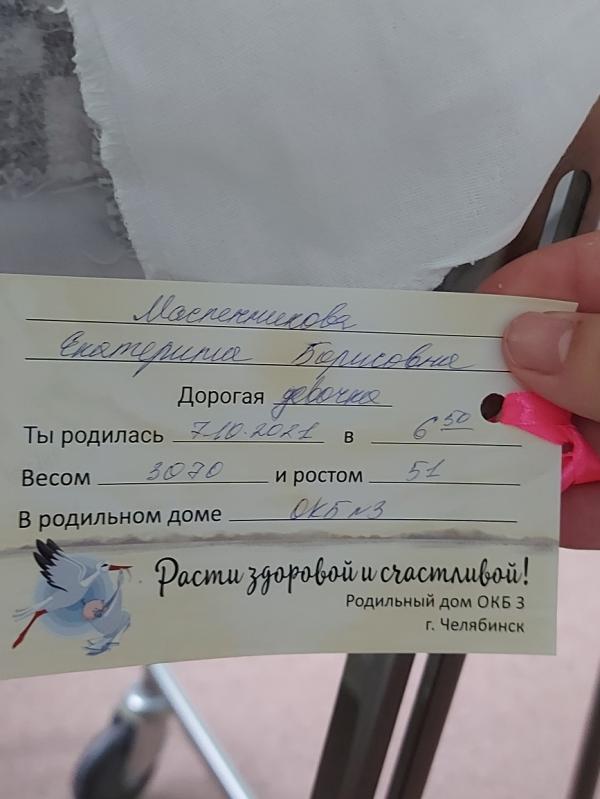 Масленникова
Екатерина Борисовна
Дорогая девочка
Ты родилась 7.10.2021 в 6 50
Весом 3070 и ростом 51
В родильном доме ОКБ №3
Расти здоровой и счастливой!
Родильный дом ОКБ 3
г. Челябинск